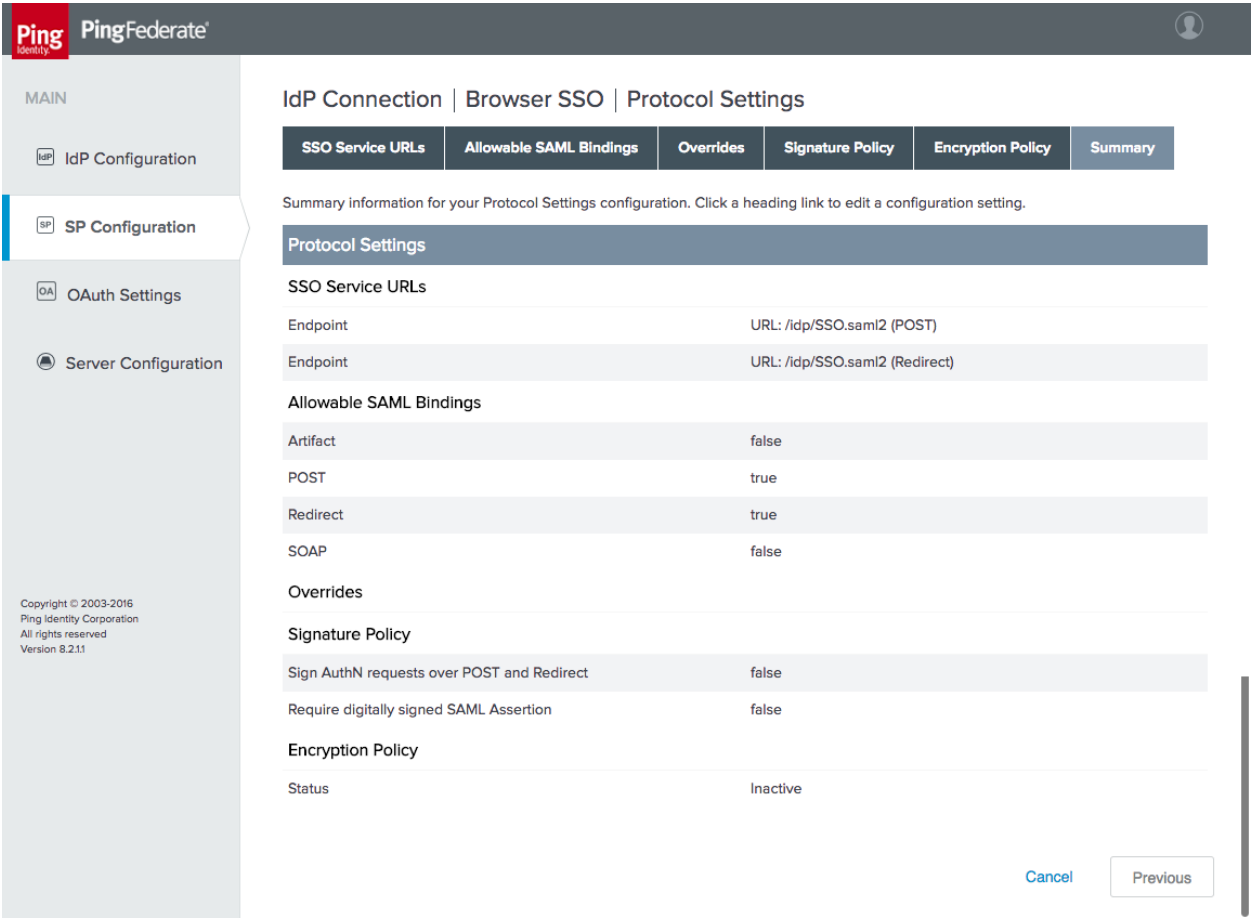 Ping
Identity
PingFederate®
MAIN
IdP IdP Configuration
SP SP Configuration
OA OAuth Settings
Server Configuration
Copyright © 2003-2016
Ping Identity Corporation
All rights reserved
Version 8.2.1.1
IdP Connection | Browser SSO | Protocol Settings
SSO Service URLs Allowable SAML Bindings Overrides Signature Policy Encryption Policy Summary
Summary information for your Protocol Settings configuration. Click a heading link to edit a configuration setting.
Protocol Settings
SSO Service URLs
Endpoint URL: /idp/SSO.saml2 (POST)
Endpoint URL: /idp/SSO.saml2 (Redirect)
Allowable SAML Bindings
Artifact false
POST true
Redirect true
SOAP false
Overrides
Signature Policy
Sign AuthN requests over POST and Redirect false
Require digitally signed SAML Assertion false
Encryption Policy
Status Inactive
Cancel Previous